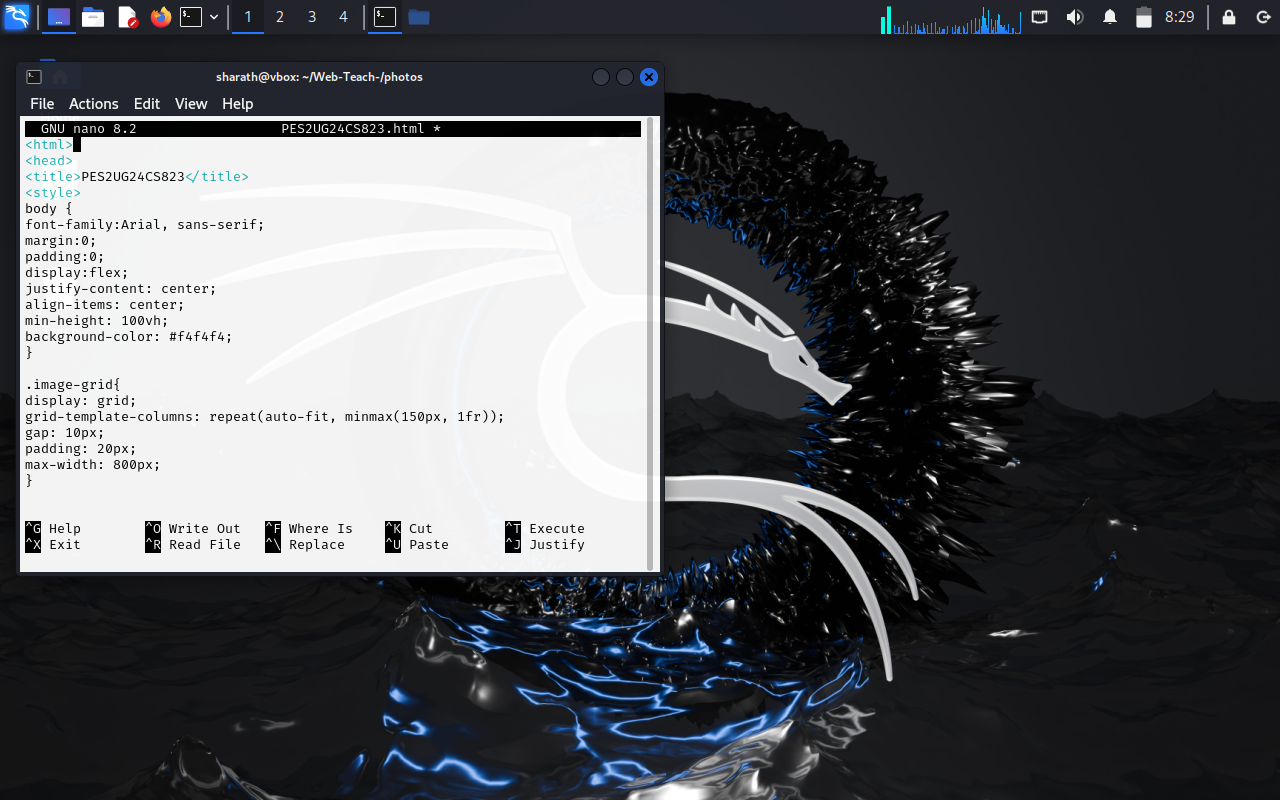 1 2 3 4 8:29
sharath@vbox: ~/Web-Teach-/photos
File Actions Edit View Help
GNU nano 8.2 PES2UG24CS823.html *
<html>
<head>
<title>PES2UG24CS823</title>
<style>
body {
font-family:Arial, sans-serif;
margin:0;
padding:0;
display:flex;
justify-content: center;
align-items: center;
min-height: 100vh;
background-color: #f4f4f4;
}
.image-grid{
display: grid;
grid-template-columns: repeat(auto-fit, minmax(150px, 1fr));
gap: 10px;
padding: 20px;
max-width: 800px;
}
^G Help ^O Write Out ^F Where Is ^K Cut ^T Execute
^X Exit ^R Read File ^\ Replace ^U Paste ^J Justify